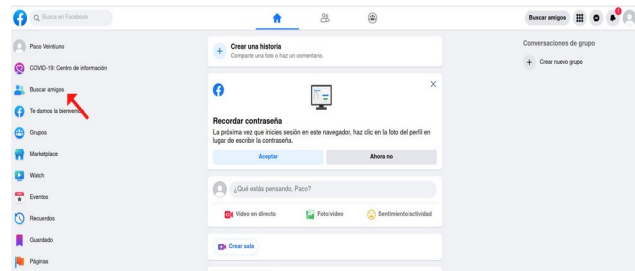 Busca en Facebook
Buscar amigos
Paco Veintiuno
COVID-19: Centro de información
Buscar amigos
Te damos la bienvenida
Grupos
Marketplace
Watch
Eventos
Recuerdos
Guardado
Páginas
Crear una historia
Comparte una foto o haz un comentario.
X
Recordar contraseña
La próxima vez que inicies sesión en este navegador, haz clic en la foto del perfil en
lugar de escribir la contraseña.
Aceptar
Ahora no
¿Qué estás pensando, Paco?
Vídeo en directo
Foto/vídeo
Sentimiento/actividad
Crear sala
Conversaciones de grupo
Crear nuevo grupo